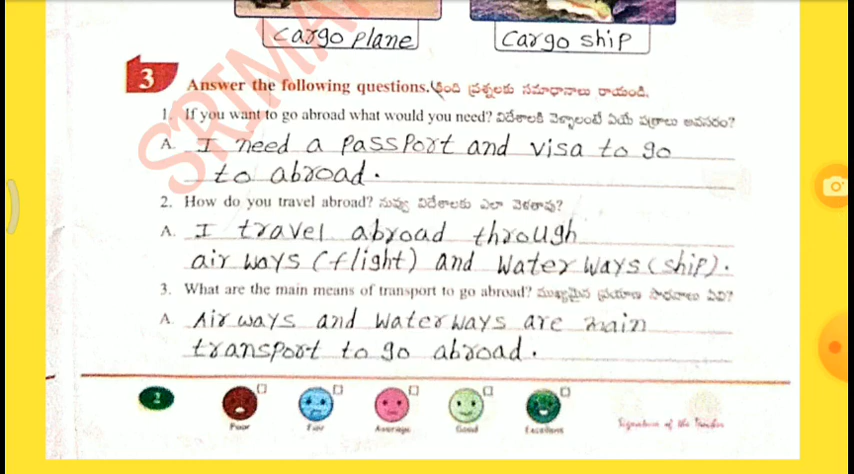 cargo plane
cargo ship
SRIMA
3 Answer the following questions. క్రింది ప్రశ్నలకు సమాధానాలు రాయండి.
1. If you want to go abroad what would you need? విదేశాలకి వెళ్ళాలంటే ఏయే పత్రాలు అవసరం?
A. I need a passport and visa to go
to abroad.
2. How do you travel abroad? నువ్వు విదేశాలకు ఎలా వెళతావు?
A. I travel abroad through
air ways (flight) and water ways (ship).
3. What are the main means of transport to go abroad? ముఖ్యమైన ప్రయాణ సాధనాలు ఏవి?
A. Air ways and water ways are main
transport to go abroad.
2
Poor Fair Average Good Excellent Signature of the Teacher